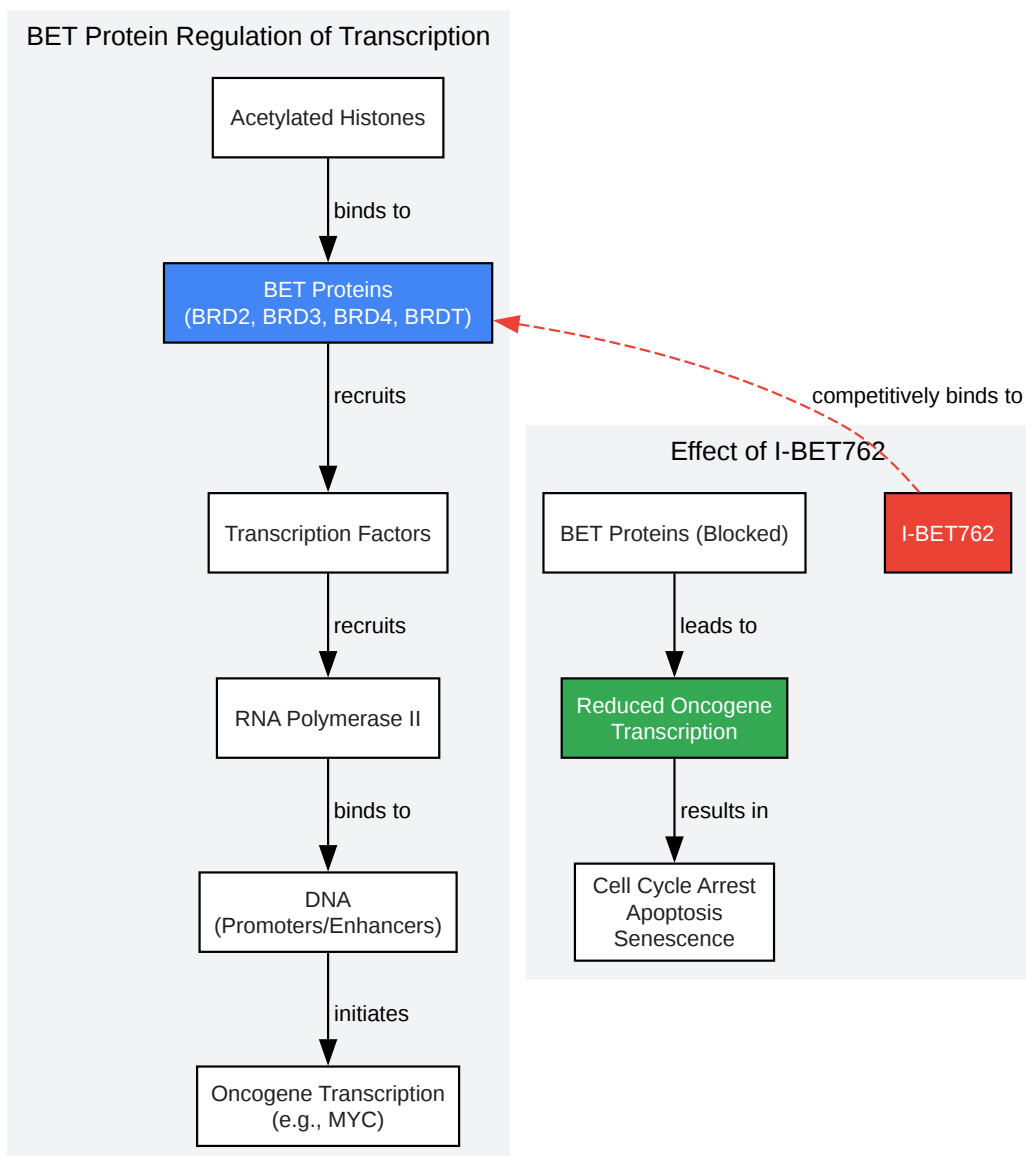 BET Protein Regulation of Transcription
Acetylated Histones
binds to
BET Proteins
(BRD2, BRD3, BRD4, BRDT)
recruits
Transcription Factors
recruits
RNA Polymerase II
binds to
DNA
(Promoters/Enhancers)
initiates
Oncogene Transcription
(e.g., MYC)
competitively binds to
Effect of I-BET762
BET Proteins (Blocked)
I-BET762
leads to
Reduced Oncogene
Transcription
results in
Cell Cycle Arrest
Apoptosis
Senescence